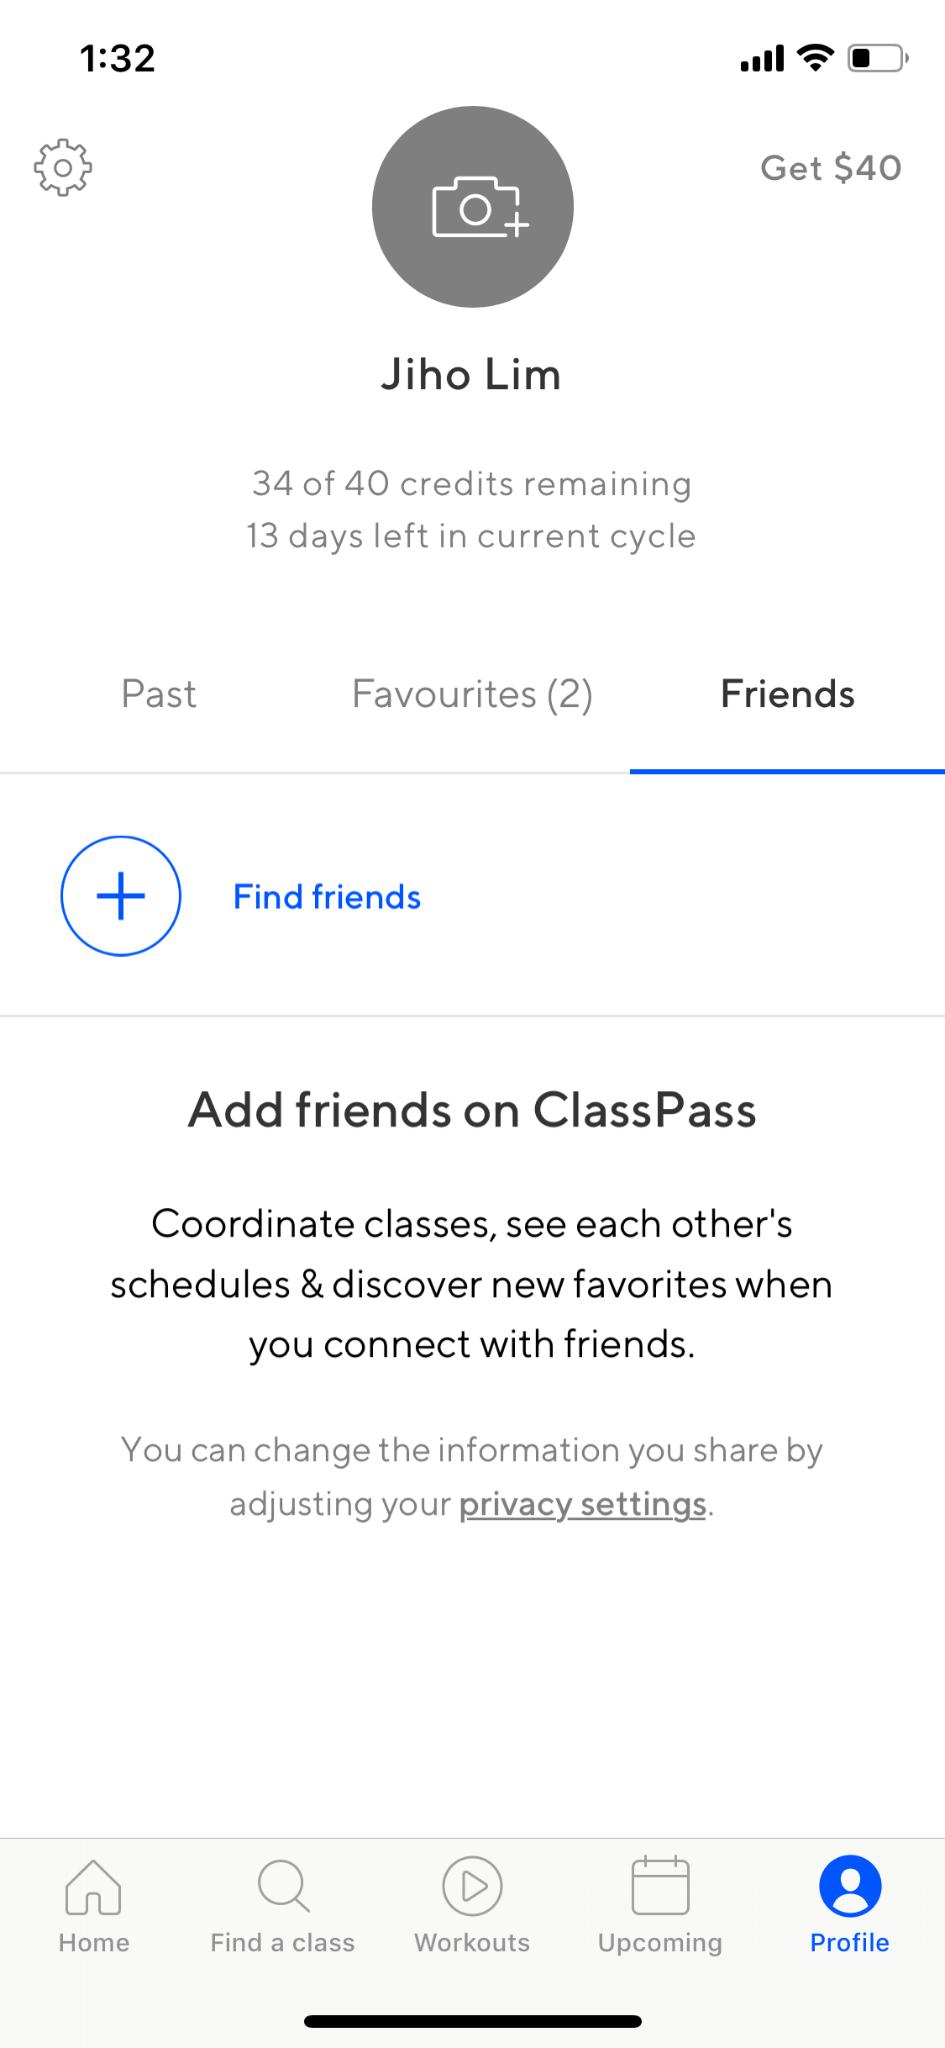 1:32
Get $40
Jiho Lim
34 of 40 credits remaining
13 days left in current cycle
Past
Favourites (2)
Friends
Find friends
Add friends on ClassPass
Coordinate classes, see each other's
schedules & discover new favorites when
you connect with friends.
You can change the information you share by
adjusting your privacy settings.
Home
Find a class
Workouts
Upcoming
Profile